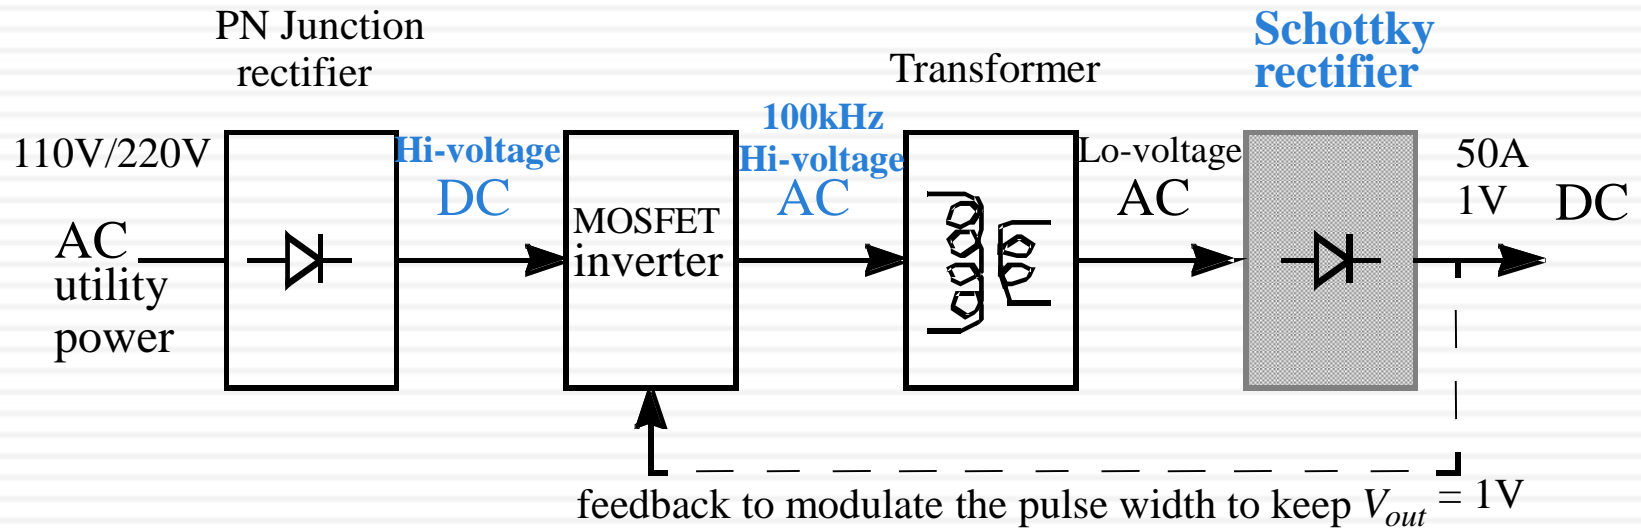 PN Junction
rectifier
Transformer
Schottky
rectifier
110V/220V
AC
utility
power
Hi-voltage
DC
MOSFET
inverter
100kHz
Hi-voltage
AC
Lo-voltage
AC
50A
1V
DC
feedback to modulate the pulse width to keep Vout = 1V